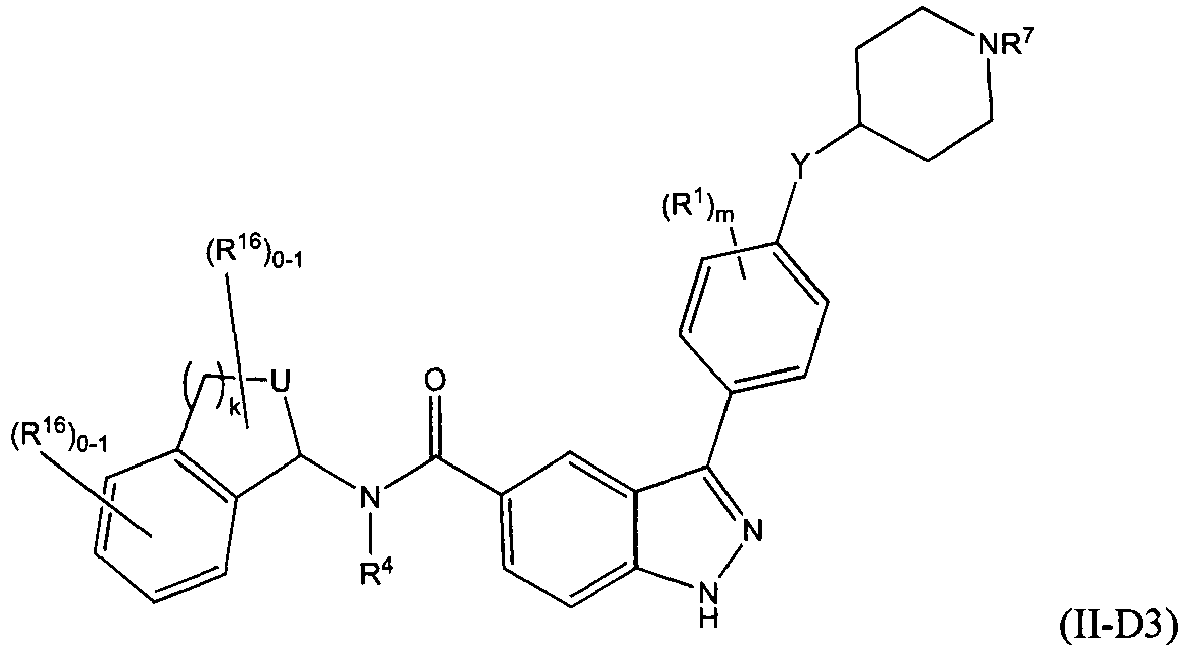 NR⁷
Y
(R¹)m
(R¹⁶)₀₋₁
U
( )k
O
(R¹⁶)₀₋₁
N
N
R⁴
N
H
(II-D3)